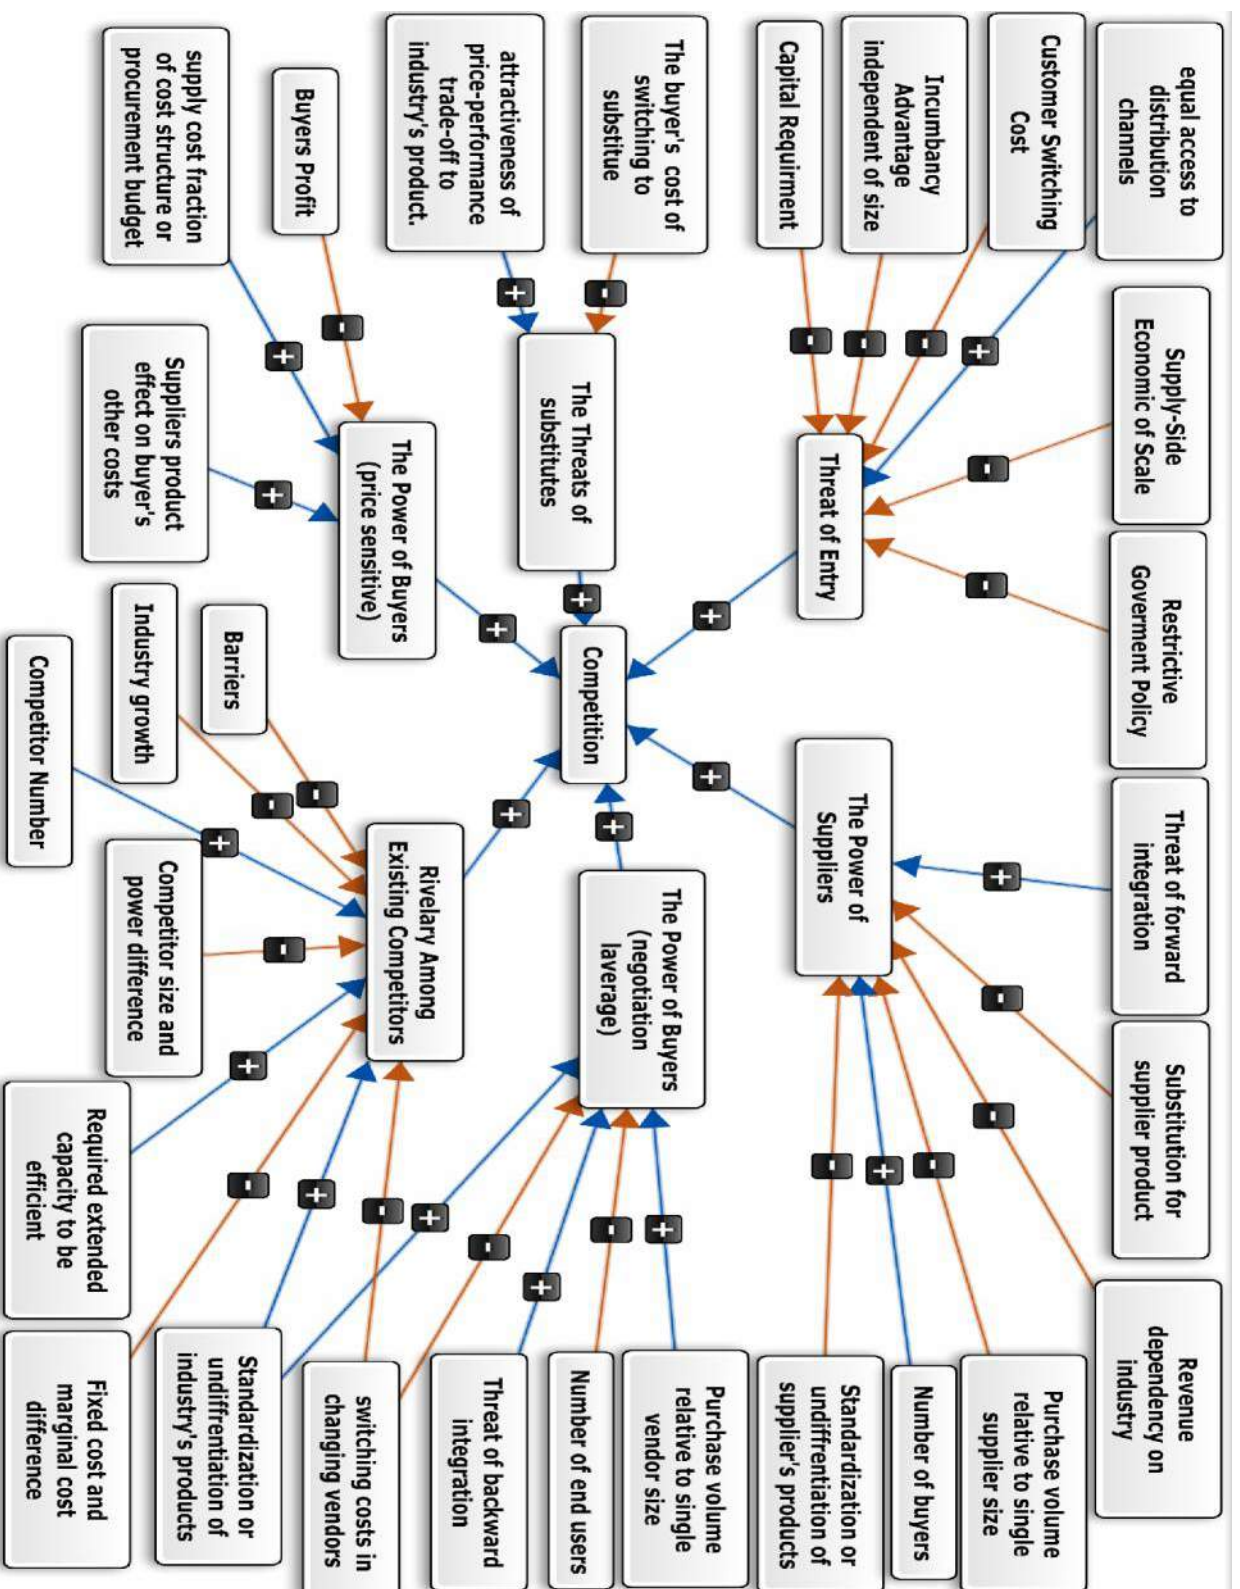 equal access to
distribution
channels
Supply-Side
Economic of Scale
Restrictive
Goverment Policy
Threat of forward
integration
Substitution for
supplier product
Revenue
dependency on
industry
Customer Switching
Cost
Incumbancy
Advantage
independent of size
Capital Requirment
-
-
-
+
-
-
Threat of Entry
+
The Power of
Suppliers
+
+
-
-
-
+
-
Purchase volume
relative to single
supplier size
Number of buyers
Standardization or
undiffrentiation of
supplier's products
The buyer's cost of
switching to
substitue
attractiveness of
price-performance
trade-off to
industry's product.
-
+
The Threats of
substitutes
+
Competition
+
The Power of Buyers
(negotiation
laverage)
+
-
+
-
+
Purchase volume
relative to single
vendor size
Number of end users
Threat of backward
integration
switching costs in
changing vendors
Buyers Profit
supply cost fraction
of cost structure or
procurement budget
Suppliers product
effect on buyer's
other costs
-
+
+
The Power of Buyers
(price sensitive)
+
+
Rivelary Among
Existing Competitors
Barriers
Industry growth
Competitor Number
Competitor size and
power difference
-
-
+
-
+
-
+
-
Required extended
capacity to be
efficient
Fixed cost and
marginal cost
difference
Standardization or
undiffrentiation of
industry's products